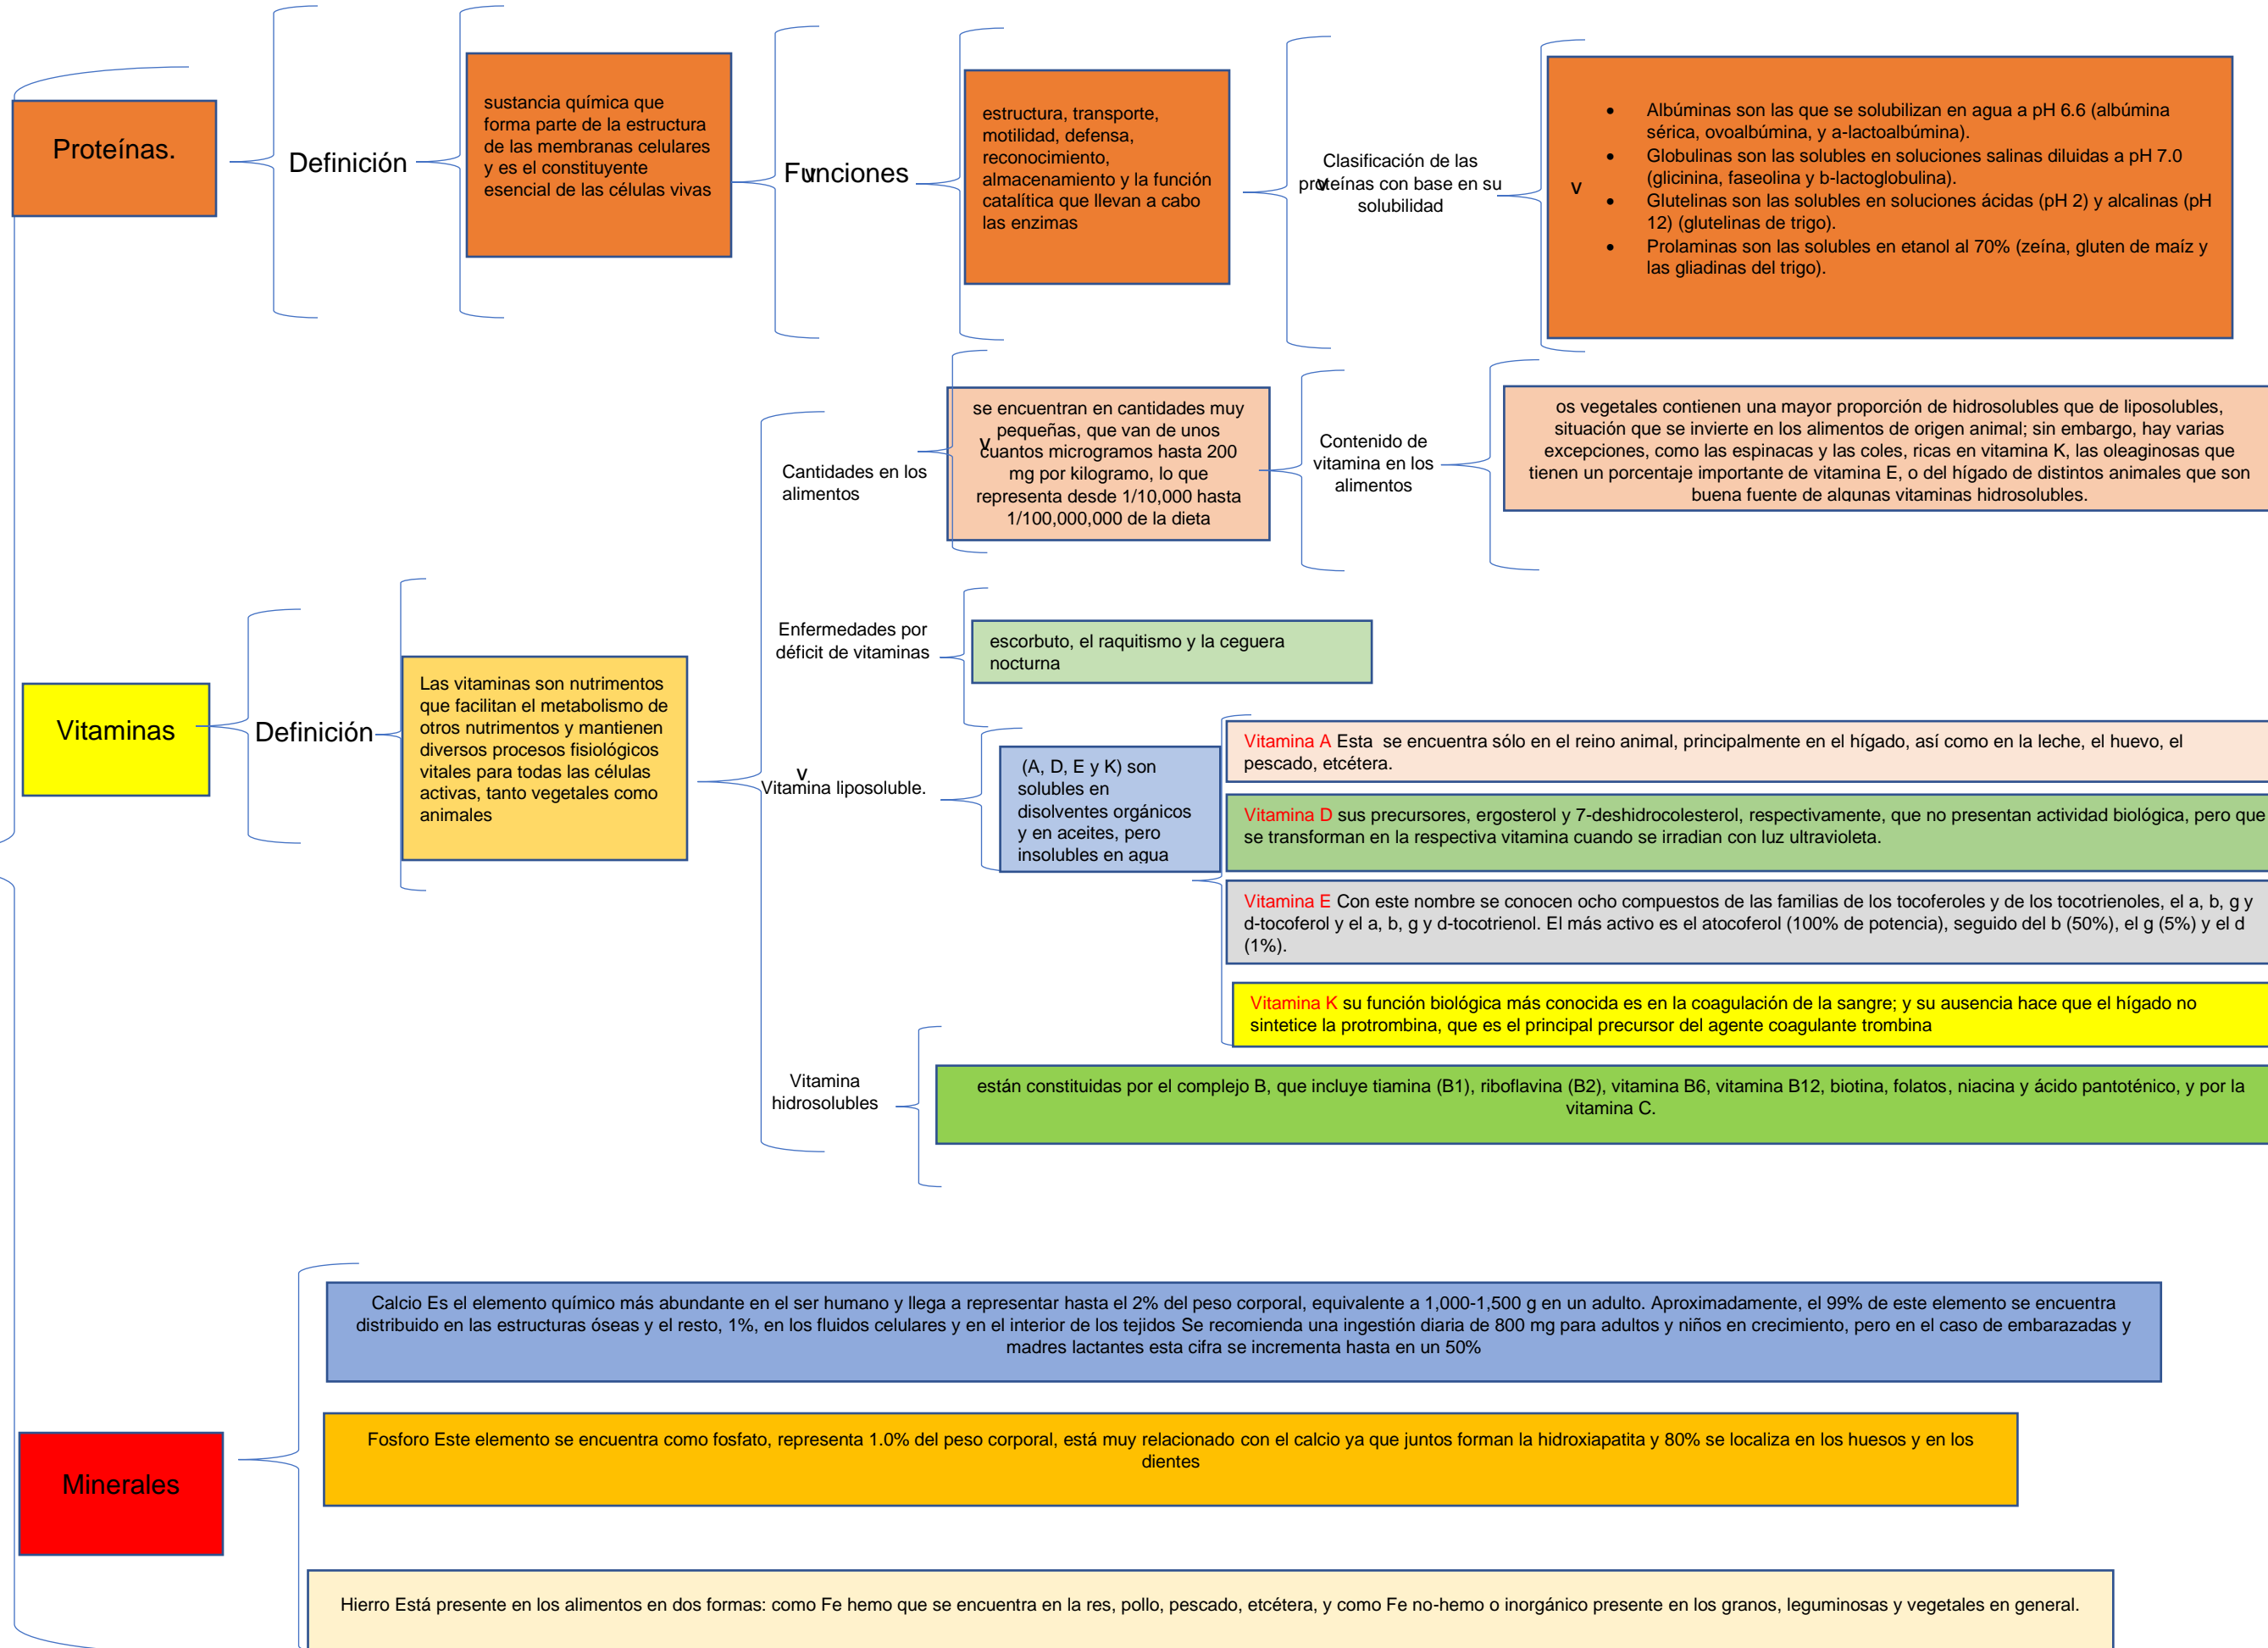 Proteínas.
Definición
sustancia química que
forma parte de la estructura
de las membranas celulares
y es el constituyente
esencial de las células vivas
Funciones
v
estructura, transporte,
motilidad, defensa,
reconocimiento,
almacenamiento y la función
catalítica que llevan a cabo
las enzimas
Clasificación de las
proteínas con base en su
solubilidad
v
v
• Albúminas son las que se solubilizan en agua a pH 6.6 (albúmina
sérica, ovoalbúmina, y a-lactoalbúmina).
• Globulinas son las solubles en soluciones salinas diluidas a pH 7.0
(glicinina, faseolina y b-lactoglobulina).
• Glutelinas son las solubles en soluciones ácidas (pH 2) y alcalinas (pH
12) (glutelinas de trigo).
• Prolaminas son las solubles en etanol al 70% (zeína, gluten de maíz y
las gliadinas del trigo).
Vitaminas
Definición
Las vitaminas son nutrimentos
que facilitan el metabolismo de
otros nutrimentos y mantienen
diversos procesos fisiológicos
vitales para todas las células
activas, tanto vegetales como
animales
Cantidades en los
alimentos
v
se encuentran en cantidades muy
pequeñas, que van de unos
cuantos microgramos hasta 200
mg por kilogramo, lo que
representa desde 1/10,000 hasta
1/100,000,000 de la dieta
Contenido de
vitamina en los
alimentos
os vegetales contienen una mayor proporción de hidrosolubles que de liposolubles,
situación que se invierte en los alimentos de origen animal; sin embargo, hay varias
excepciones, como las espinacas y las coles, ricas en vitamina K, las oleaginosas que
tienen un porcentaje importante de vitamina E, o del hígado de distintos animales que son
buena fuente de algunas vitaminas hidrosolubles.
Enfermedades por
déficit de vitaminas
escorbuto, el raquitismo y la ceguera
nocturna
v
Vitamina liposoluble.
(A, D, E y K) son
solubles en
disolventes orgánicos
y en aceites, pero
insolubles en agua
Vitamina A Esta  se encuentra sólo en el reino animal, principalmente en el hígado, así como en la leche, el huevo, el
pescado, etcétera.
Vitamina D sus precursores, ergosterol y 7-deshidrocolesterol, respectivamente, que no presentan actividad biológica, pero que
se transforman en la respectiva vitamina cuando se irradian con luz ultravioleta.
Vitamina E Con este nombre se conocen ocho compuestos de las familias de los tocoferoles y de los tocotrienoles, el a, b, g y
d-tocoferol y el a, b, g y d-tocotrienol. El más activo es el atocoferol (100% de potencia), seguido del b (50%), el g (5%) y el d
(1%).
Vitamina K su función biológica más conocida es en la coagulación de la sangre; y su ausencia hace que el hígado no
sintetice la protrombina, que es el principal precursor del agente coagulante trombina
Vitamina
hidrosolubles
están constituidas por el complejo B, que incluye tiamina (B1), riboflavina (B2), vitamina B6, vitamina B12, biotina, folatos, niacina y ácido pantoténico, y por la
vitamina C.
Minerales
Calcio Es el elemento químico más abundante en el ser humano y llega a representar hasta el 2% del peso corporal, equivalente a 1,000-1,500 g en un adulto. Aproximadamente, el 99% de este elemento se encuentra
distribuido en las estructuras óseas y el resto, 1%, en los fluidos celulares y en el interior de los tejidos Se recomienda una ingestión diaria de 800 mg para adultos y niños en crecimiento, pero en el caso de embarazadas y
madres lactantes esta cifra se incrementa hasta en un 50%
Fosforo Este elemento se encuentra como fosfato, representa 1.0% del peso corporal, está muy relacionado con el calcio ya que juntos forman la hidroxiapatita y 80% se localiza en los huesos y en los
dientes
Hierro Está presente en los alimentos en dos formas: como Fe hemo que se encuentra en la res, pollo, pescado, etcétera, y como Fe no-hemo o inorgánico presente en los granos, leguminosas y vegetales en general.